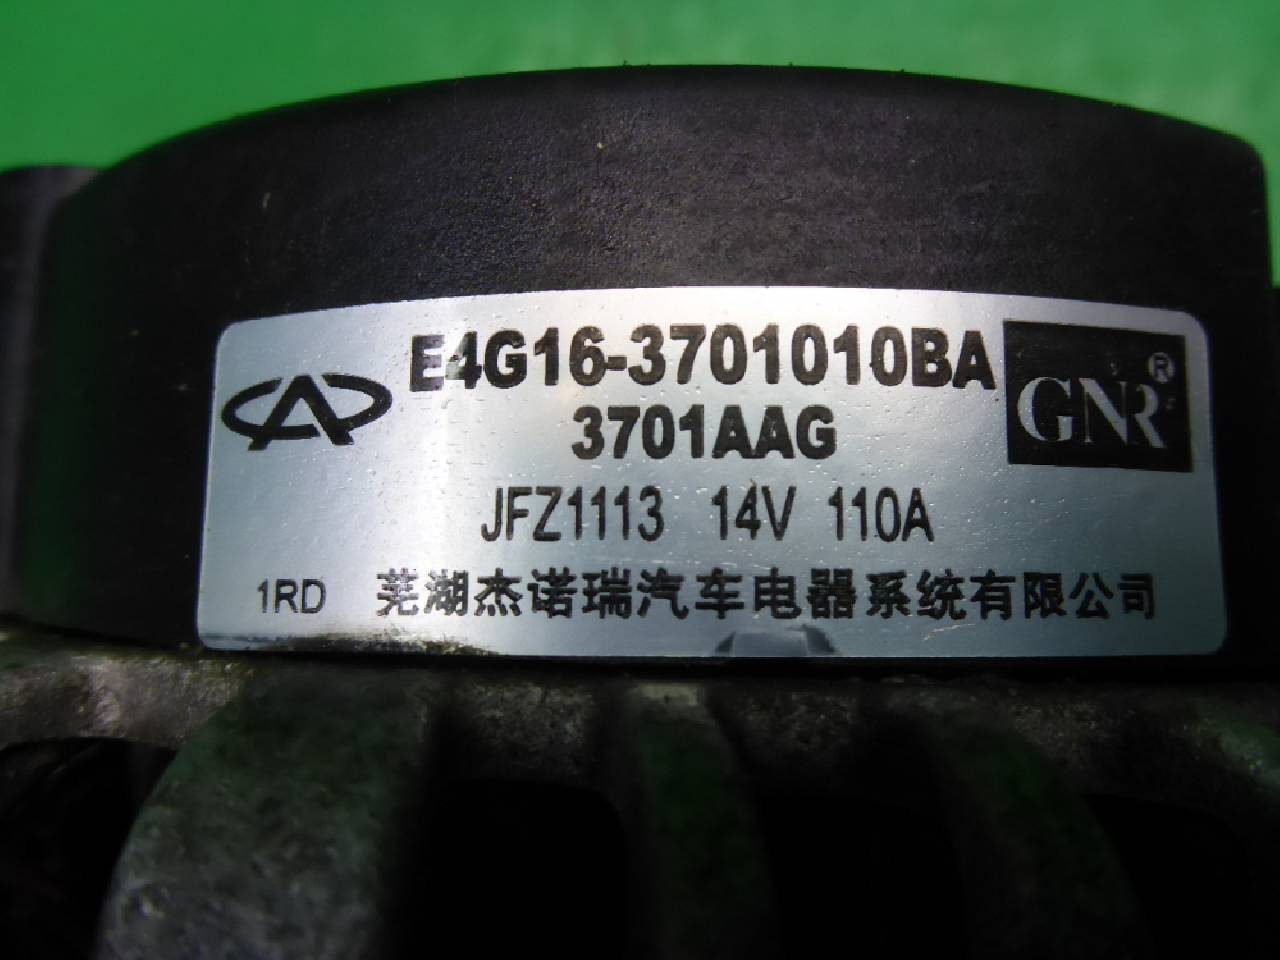 E4G16-3701010BA
3701AAG
GNR®
JFZ1113 14V 110A
1RD 芜湖杰诺瑞汽车电器系统有限公司